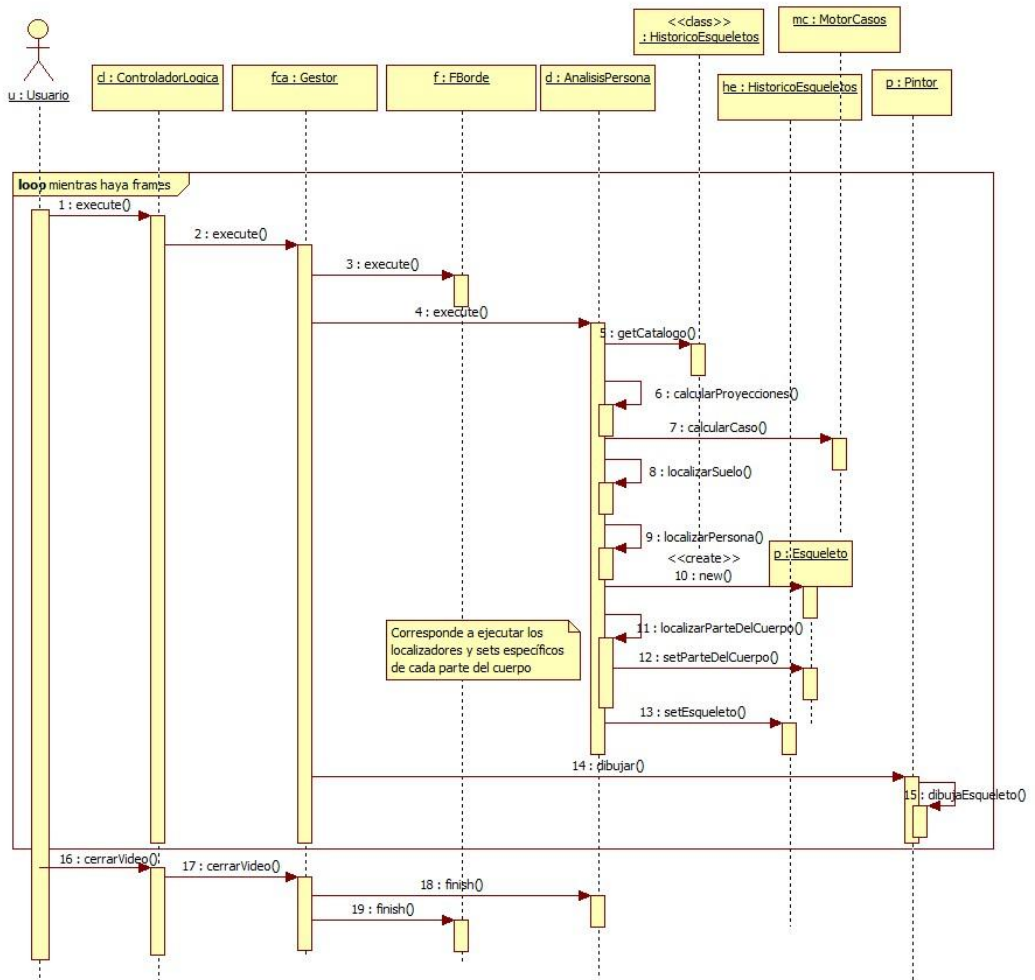 <<class>>
: HistoricoEsqueletos
mc : MotorCasos
u : Usuario
cl : ControladorLogica
fca : Gestor
f : FBorde
d : AnalisisPersona
he : HistoricoEsqueletos
p : Pintor
loop mientras haya frames
1 : execute()
2 : execute()
3 : execute()
4 : execute()
5 : getCatalogo()
6 : calcularProyecciones()
7 : calcularCaso()
8 : localizarSuelo()
9 : localizarPersona()
<<create>>
10 : new()
p : Esqueleto
Corresponde a ejecutar los
localizadores y sets específicos
de cada parte del cuerpo
11 : localizarParteDelCuerpo()
12 : setParteDelCuerpo()
13 : setEsqueleto()
14 : dibujar()
15 : dibujaEsqueleto()
16 : cerrarVideo()
17 : cerrarVideo()
18 : finish()
19 : finish()